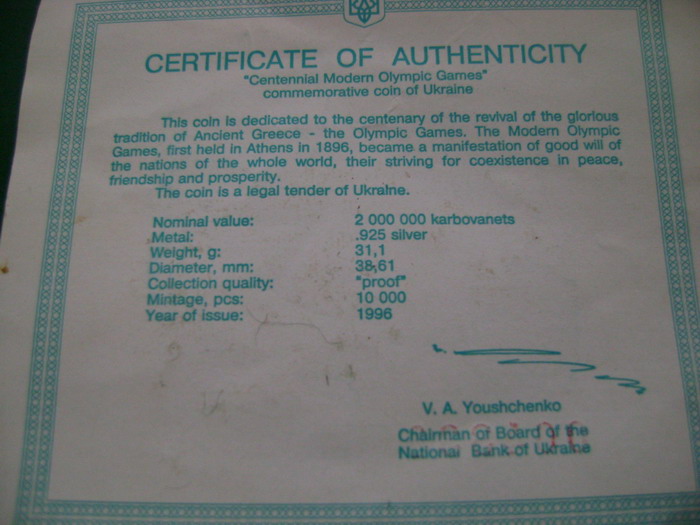 CERTIFICATE OF AUTHENTICITY
"Centennial Modern Olympic Games"
commemorative coin of Ukraine
This coin is dedicated to the centenary of the revival of the glorious
tradition of Ancient Greece - the Olympic Games. The Modern Olympic
Games, first held in Athens in 1896, became a manifestation of good will of
the nations of the whole world, their striving for coexistence in peace,
friendship and prosperity.
The coin is a legal tender of Ukraine.
Nominal value: 2 000 000 karbovanets
Metal: .925 silver
Weight, g: 31,1
Diameter, mm: 38,61
Collection quality: "proof"
Mintage, pcs: 10 000
Year of issue: 1996
V. A. Youshchenko
Chairman of Board of the
National Bank of Ukraine